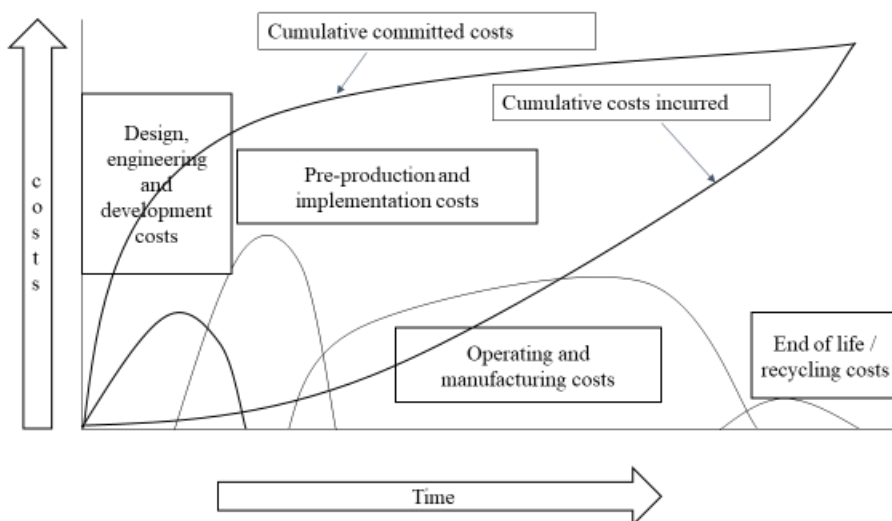 Cumulative committed costs
Cumulative costs incurred
Design,
engineering
and
development
costs
Pre-production and
implementation costs
costs
Operating and
manufacturing costs
End of life /
recycling costs
Time